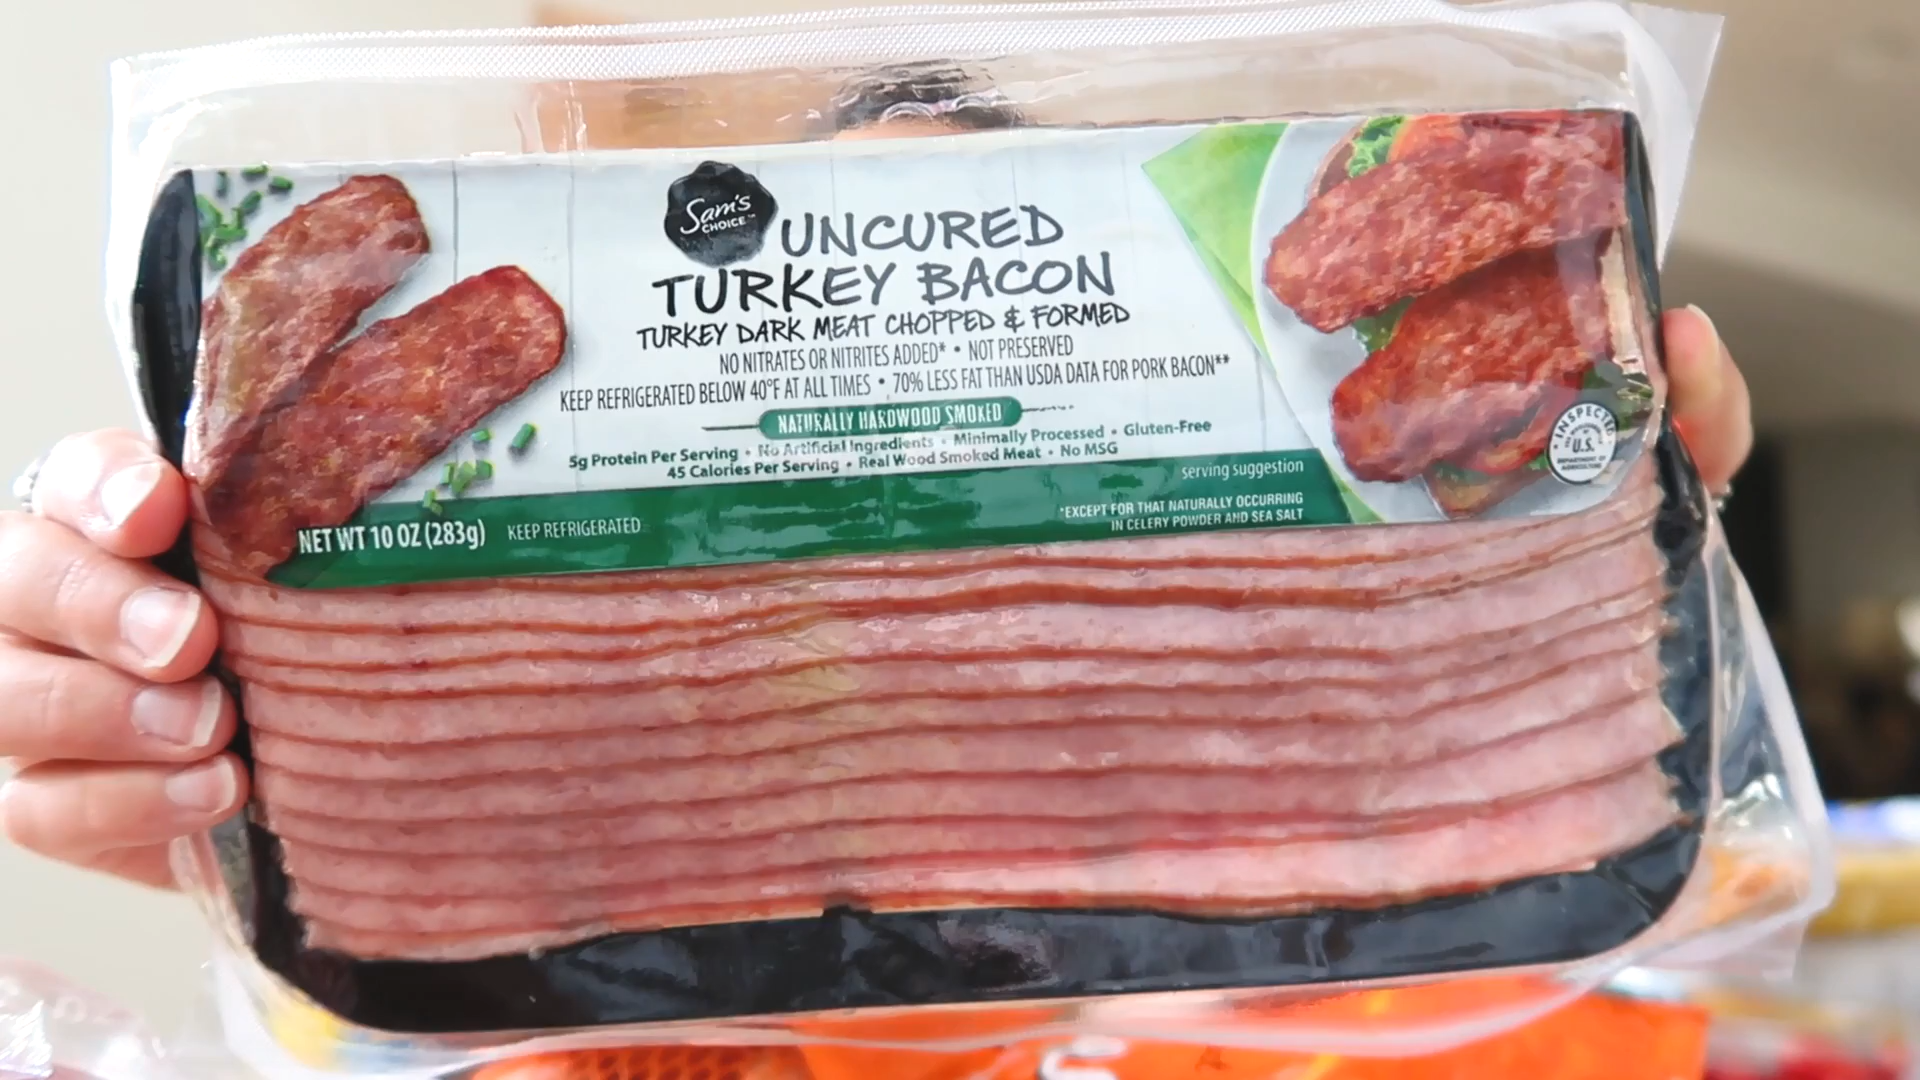 Sam's
CHOICE™
UNCURED
TURKEY BACON
TURKEY DARK MEAT CHOPPED & FORMED
NO NITRATES OR NITRITES ADDED* • NOT PRESERVED
KEEP REFRIGERATED BELOW 40°F AT ALL TIMES • 70% LESS FAT THAN USDA DATA FOR PORK BACON**
NATURALLY HARDWOOD SMOKED
5g Protein Per Serving • No Artificial Ingredients • Minimally Processed • Gluten-Free
45 Calories Per Serving • Real Wood Smoked Meat • No MSG
serving suggestion
*EXCEPT FOR THAT NATURALLY OCCURRING
IN CELERY POWDER AND SEA SALT
NET WT 10 OZ (283g) KEEP REFRIGERATED
INSPECTED
U.S.
DEPARTMENT OF
AGRICULTURE